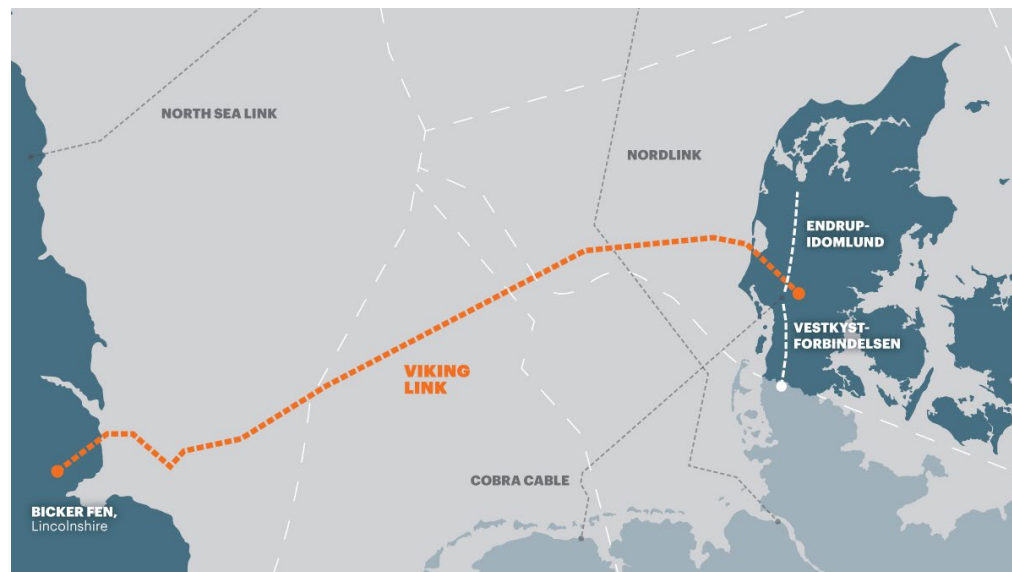 NORTH SEA LINK
NORDLINK
ENDRUP-
IDOMLUND
VESTKYST-
FORBINDELSEN
VIKING
LINK
COBRA CABLE
BICKER FEN,
Lincolnshire